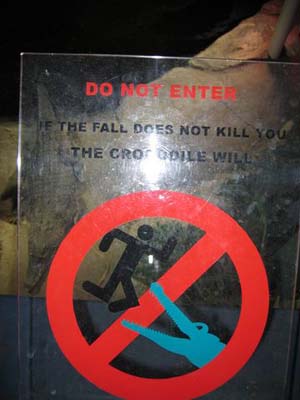 DO NOT ENTER
IF THE FALL DOES NOT KILL YOU
THE CROCODILE WILL